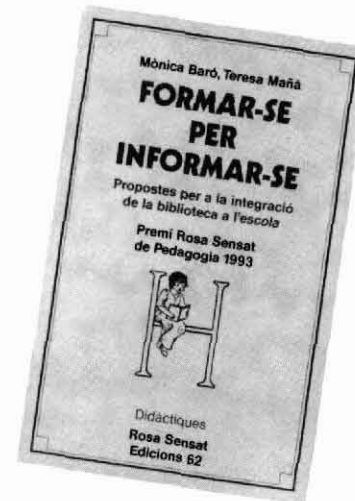 Mònica Baró, Teresa Mañà
FORMAR-SE
PER
INFORMAR-SE
Propostes per a la integració
de la biblioteca a l'escola
Premi Rosa Sensat
de Pedagogia 1993
Didàctiques
Rosa Sensat
Edicions 62